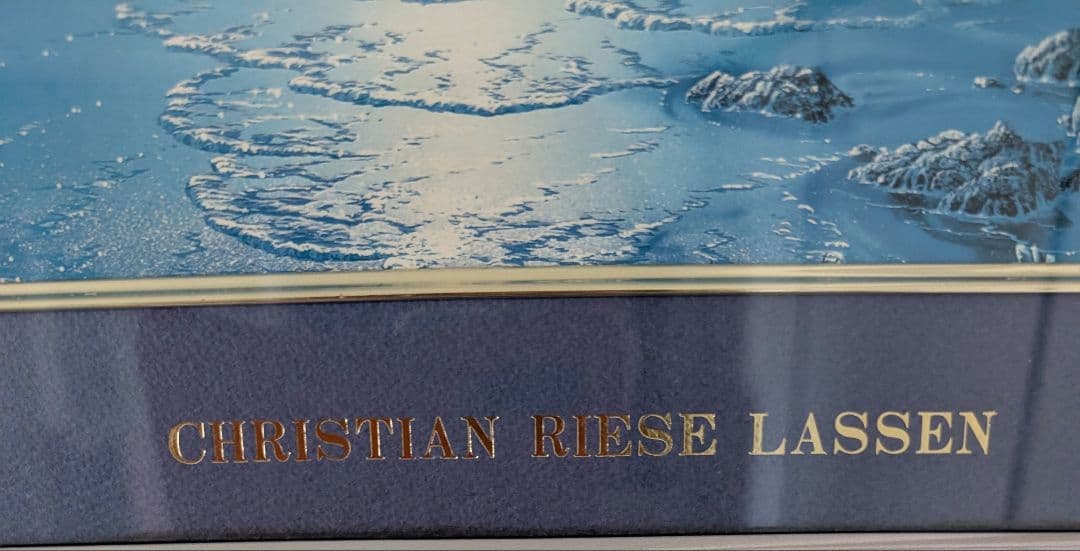 CHRISTIAN RIESE LASSEN